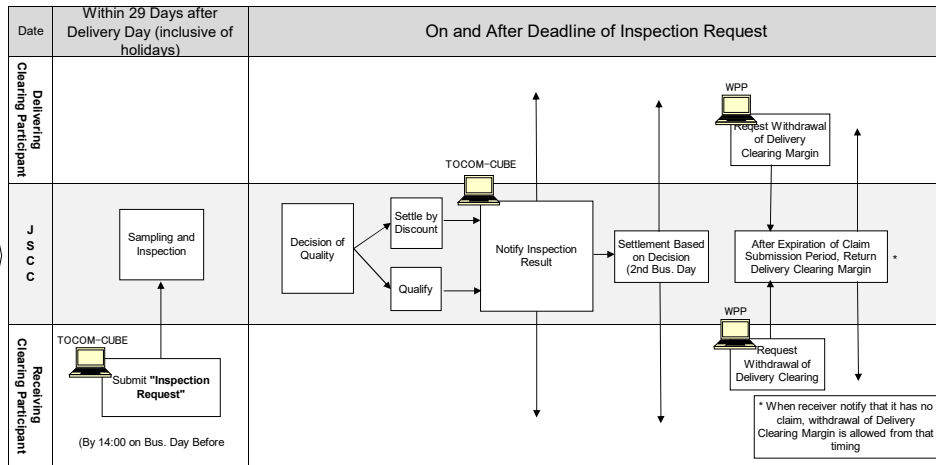 Date
Within 29 Days after
Delivery Day (inclusive of
holidays)
On and After Deadline of Inspection Request
Delivering
Clearing Participant
WPP
Reqest Withdrawal
of Delivery
Clearing Margin
TOCOM-CUBE
JSCC
Sampling and
Inspection
Decision of
Quality
Settle by
Discount
Qualify
Notify Inspection
Result
Settlement Based
on Decision
(2nd Bus. Day
After Expiration of Claim
Submission Period, Return
Delivery Clearing Margin
*
Receiving
Clearing Participant
TOCOM-CUBE
Submit "Inspection
Request"
(By 14:00 on Bus. Day Before
WPP
Request
Withdrawal of
Delivery Clearing
* When receiver notify that it has no
claim, withdrawal of Delivery
Clearing Margin is allowed from that
timing